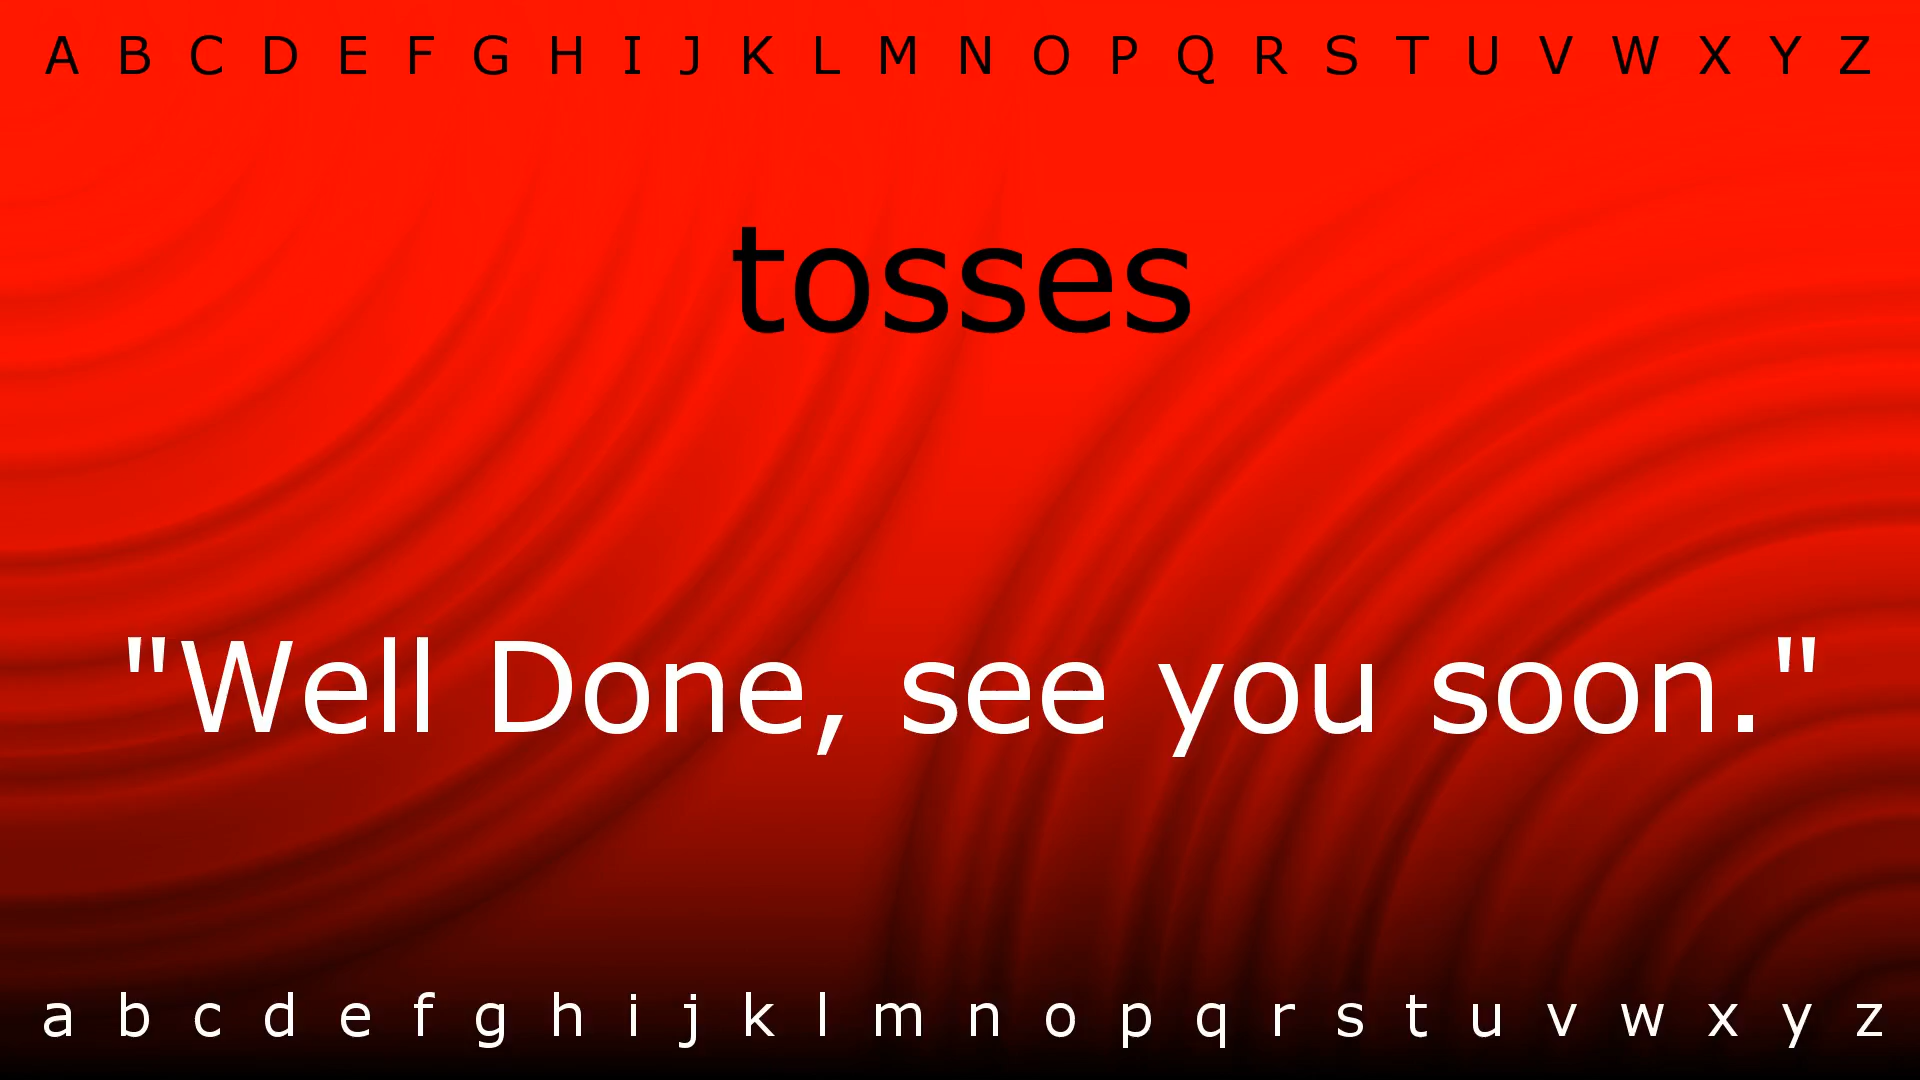 A B C D E F G H I J K L M N O P Q R S T U V W X Y Z
tosses
"Well Done, see you soon."
a b c d e f g h i j k l m n o p q r s t u v w x y z